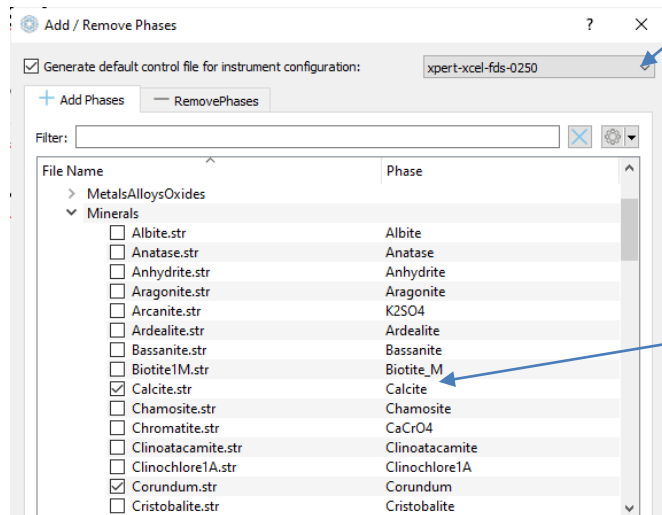 Add / Remove Phases ? ×
Generate default control file for instrument configuration: xpert-xcel-fds-0250
Add Phases RemovePhases
Filter:
File Name Phase
MetalsAlloysOxides
Minerals
Albite.str Albite
Anatase.str Anatase
Anhydrite.str Anhydrite
Aragonite.str Aragonite
Arcanite.str K2SO4
Ardealite.str Ardealite
Bassanite.str Bassanite
Biotite1M.str Biotite_M
Calcite.str Calcite
Chamosite.str Chamosite
Chromatite.str CaCrO4
Clinoatacamite.str Clinoatacamite
Clinochlore1A.str Clinochlore1A
Corundum.str Corundum
Cristobalite.str Cristobalite